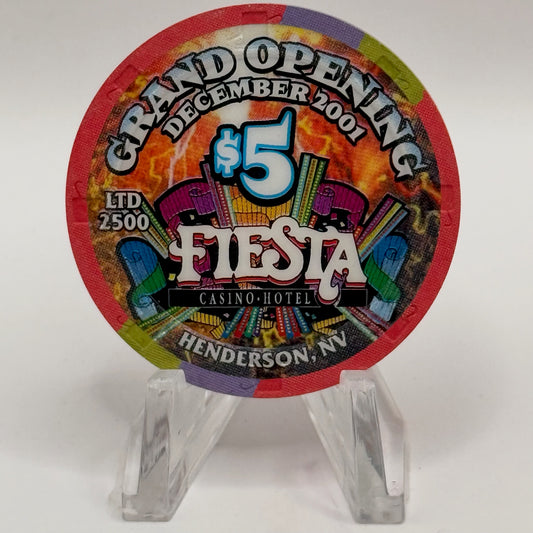 GRAND OPENING
DECEMBER 2001
$5
LTD
2500
FIESTA
CASINO • HOTEL
HENDERSON, NV